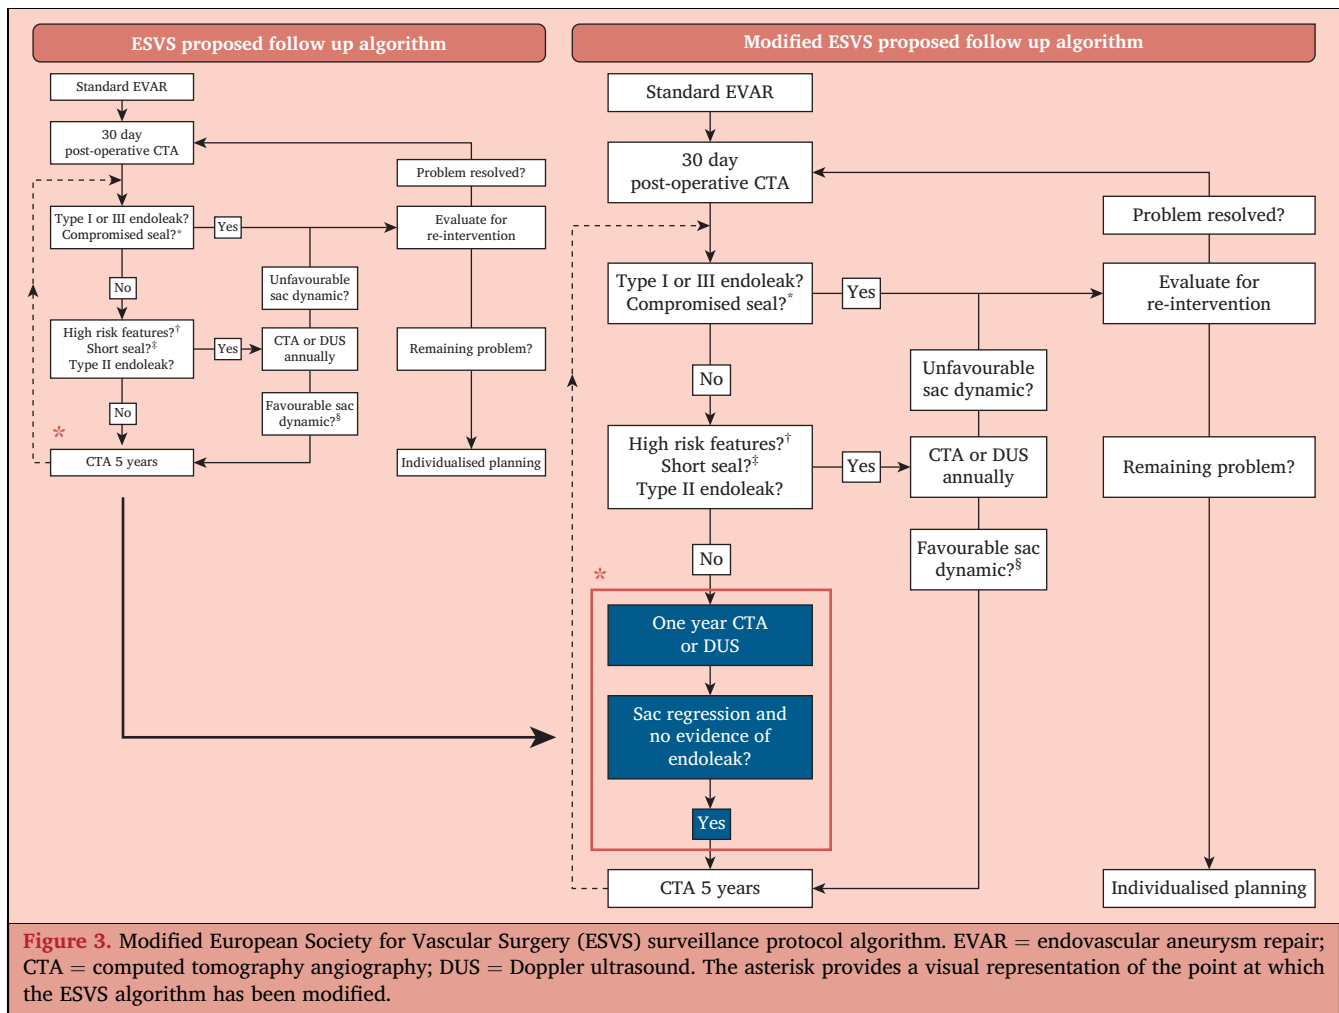 ESVS proposed follow up algorithm
Standard EVAR
30 day
post-operative CTA
Problem resolved?
Type I or III endoleak?
Compromised seal?*
Yes
Evaluate for
re-intervention
No
Unfavourable
sac dynamic?
High risk features?†
Short seal?‡
Type II endoleak?
Yes
CTA or DUS
annually
Remaining problem?
No
Favourable sac
dynamic?§
*
CTA 5 years
Individualised planning
Modified ESVS proposed follow up algorithm
Standard EVAR
30 day
post-operative CTA
Problem resolved?
Type I or III endoleak?
Compromised seal?*
Yes
Evaluate for
re-intervention
No
Unfavourable
sac dynamic?
High risk features?†
Short seal?‡
Type II endoleak?
Yes
CTA or DUS
annually
Remaining problem?
No
Favourable sac
dynamic?§
*
One year CTA
or DUS
Sac regression and
no evidence of
endoleak?
Yes
CTA 5 years
Individualised planning
Figure 3. Modified European Society for Vascular Surgery (ESVS) surveillance protocol algorithm. EVAR = endovascular aneurysm repair;
CTA = computed tomography angiography; DUS = Doppler ultrasound. The asterisk provides a visual representation of the point at which
the ESVS algorithm has been modified.